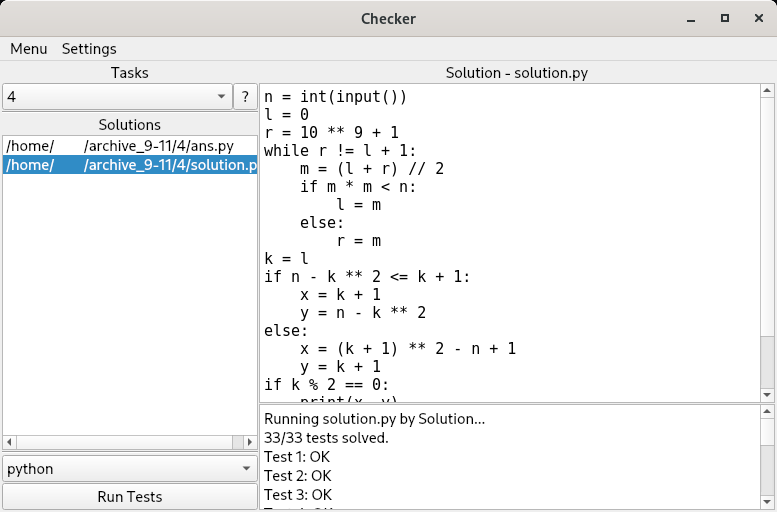 Checker
Menu Settings
Tasks
4
?
Solutions
/home/ /archive_9-11/4/ans.py
/home/ /archive_9-11/4/solution.p
python
Run Tests
Solution - solution.py
n = int(input())
l = 0
r = 10 ** 9 + 1
while r != l + 1:
    m = (l + r) // 2
    if m * m < n:
        l = m
    else:
        r = m
k = l
if n - k ** 2 <= k + 1:
    x = k + 1
    y = n - k ** 2
else:
    x = (k + 1) ** 2 - n + 1
    y = k + 1
if k % 2 == 0:
    print(x, y)
Running solution.py by Solution...
33/33 tests solved.
Test 1: OK
Test 2: OK
Test 3: OK